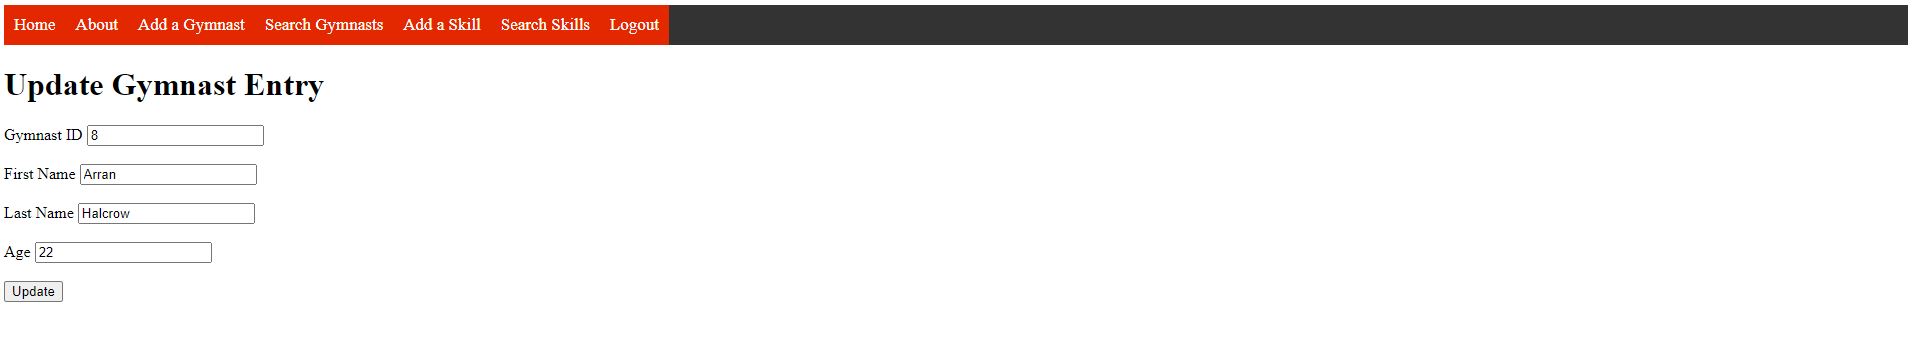 Home About Add a Gymnast Search Gymnasts Add a Skill Search Skills Logout
Update Gymnast Entry
Gymnast ID 8
First Name Arran
Last Name Halcrow
Age 22
Update